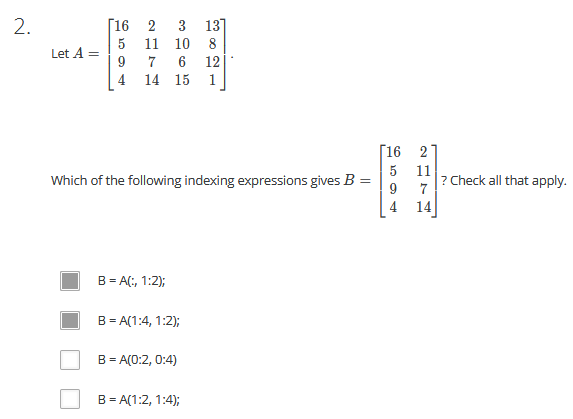 2.
Let A = [16 2 3 13
5 11 10 8
9 7 6 12
4 14 15 1].
Which of the following indexing expressions gives B = [16 2
5 11
9 7
4 14]? Check all that apply.
B = A(:, 1:2);
B = A(1:4, 1:2);
B = A(0:2, 0:4)
B = A(1:2, 1:4);